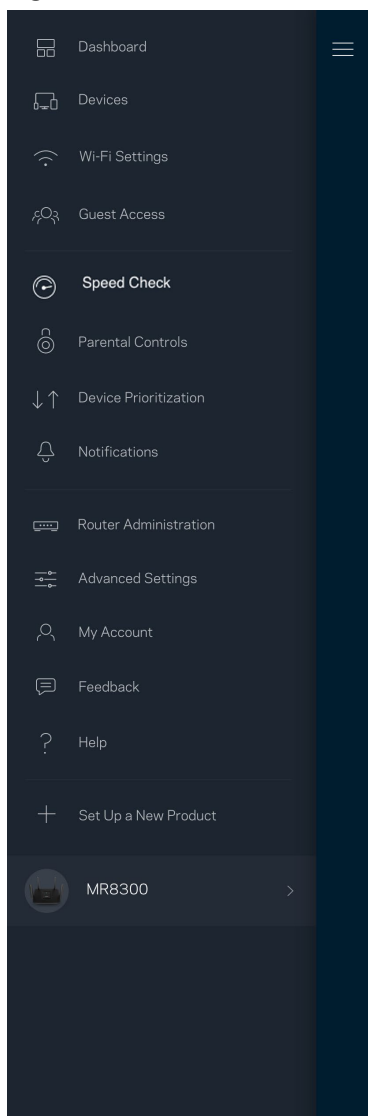 Dashboard
Devices
Wi-Fi Settings
Guest Access
Speed Check
Parental Controls
Device Prioritization
Notifications
Router Administration
Advanced Settings
My Account
Feedback
Help
Set Up a New Product
MR8300